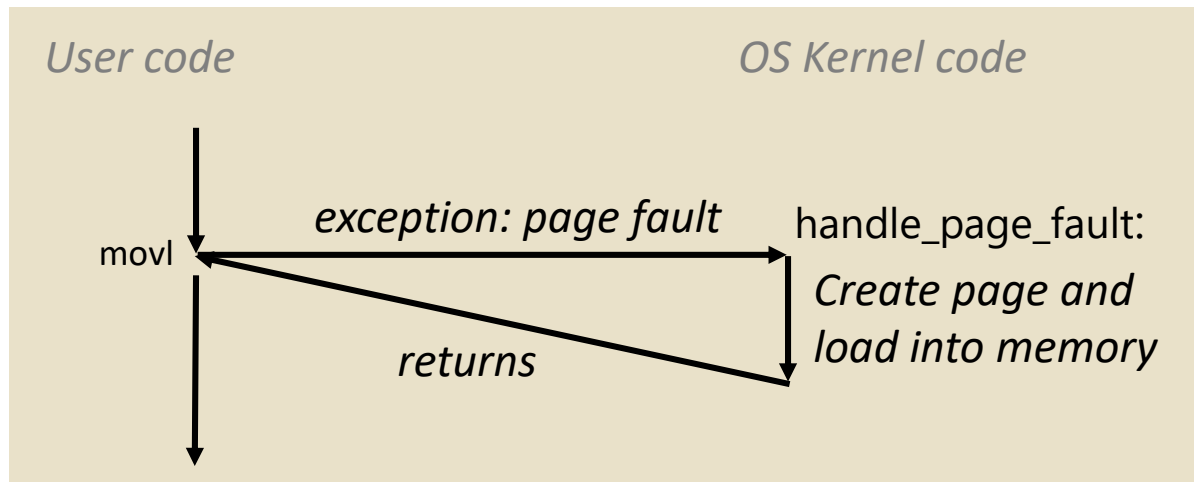 User code
OS Kernel code
exception: page fault
handle_page_fault:
movl
Create page and
load into memory
returns